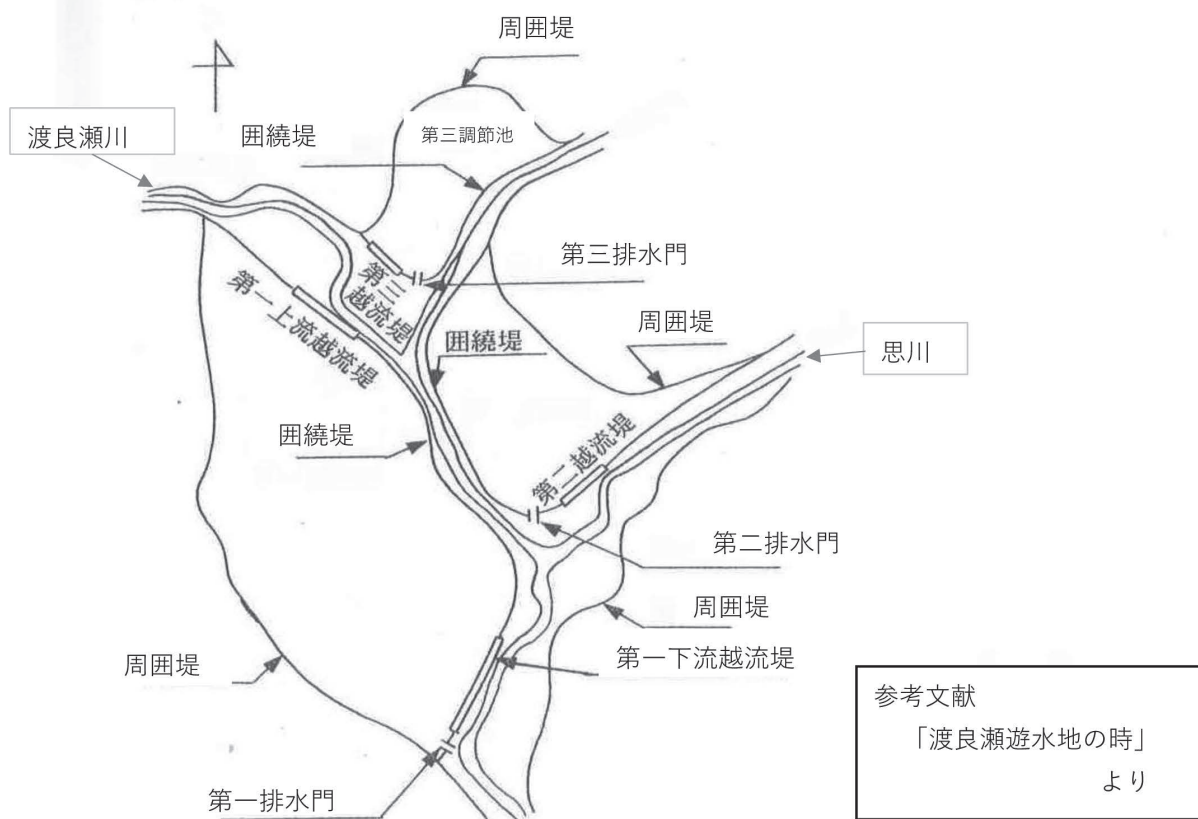 周囲堤
渡良瀬川
囲繞堤
第三調節池
第三排水門
第三
越流堤
第一上流越流堤
周囲堤
囲繞堤
思川
囲繞堤
第二越流堤
第二排水門
周囲堤
周囲堤
第一下流越流堤
第一排水門
参考文献
「渡良瀬遊水地の時」
より